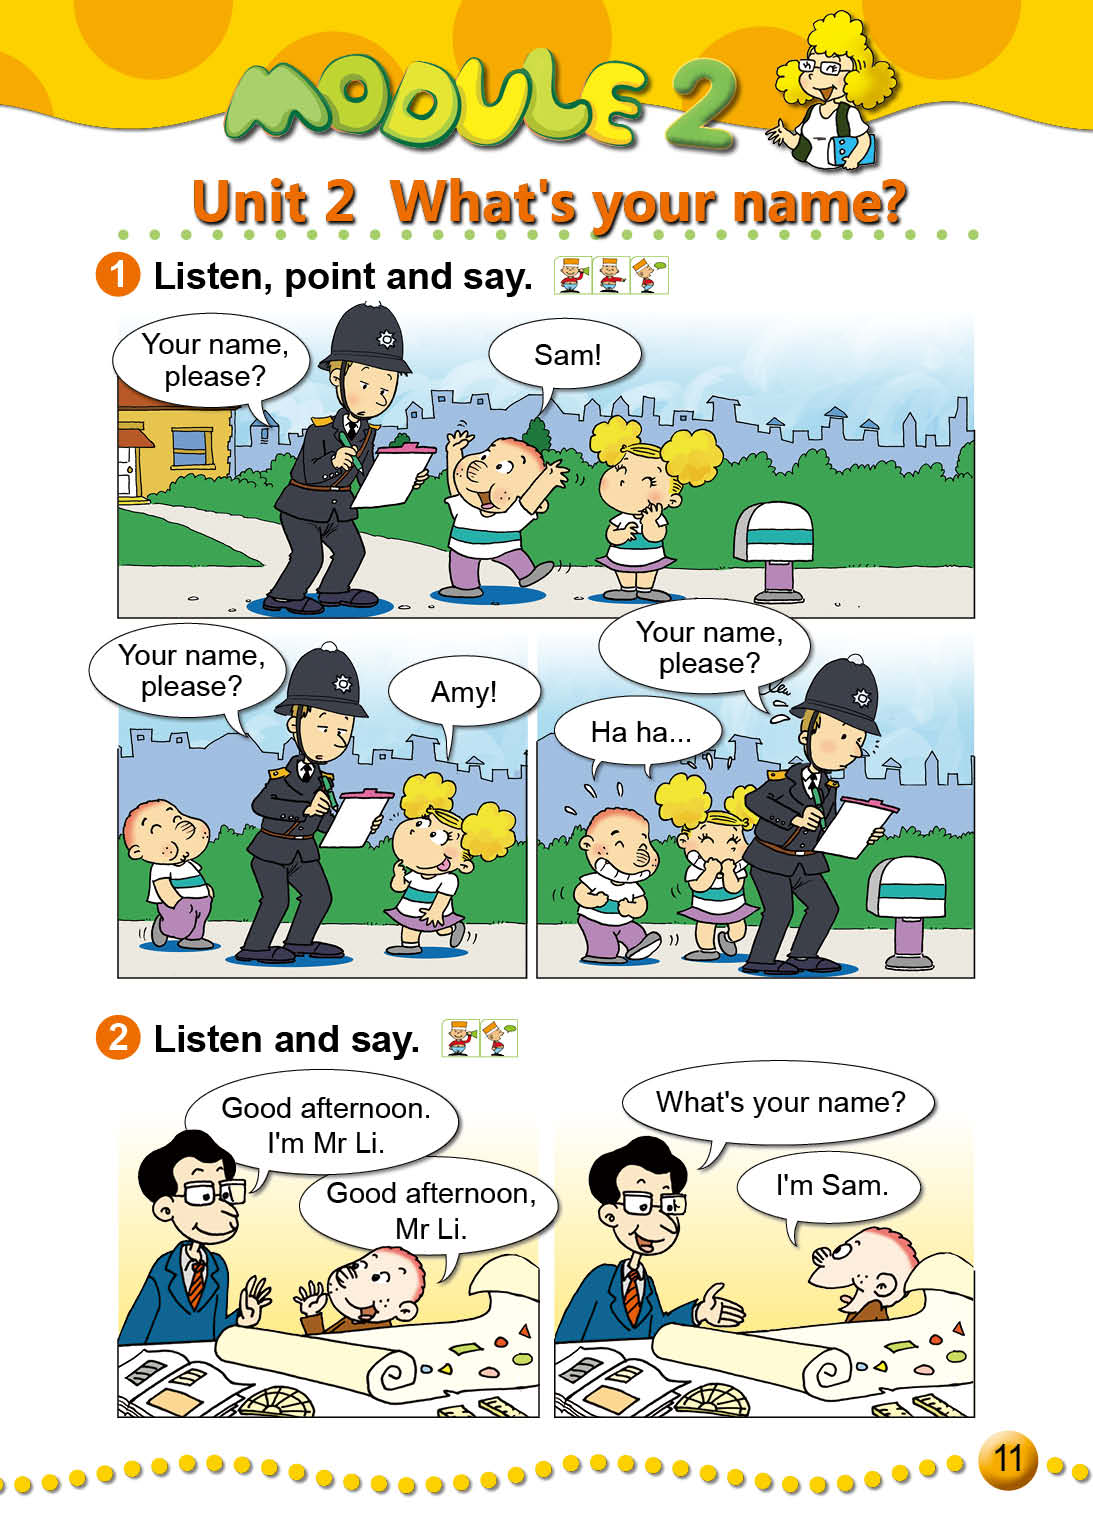 MODULE 2
Unit 2 What's your name?
1 Listen, point and say.
Your name,
please?
Sam!
Your name,
please?
Amy!
Your name,
please?
Ha ha...
2 Listen and say.
Good afternoon.
I'm Mr Li.
Good afternoon,
Mr Li.
What's your name?
I'm Sam.
11